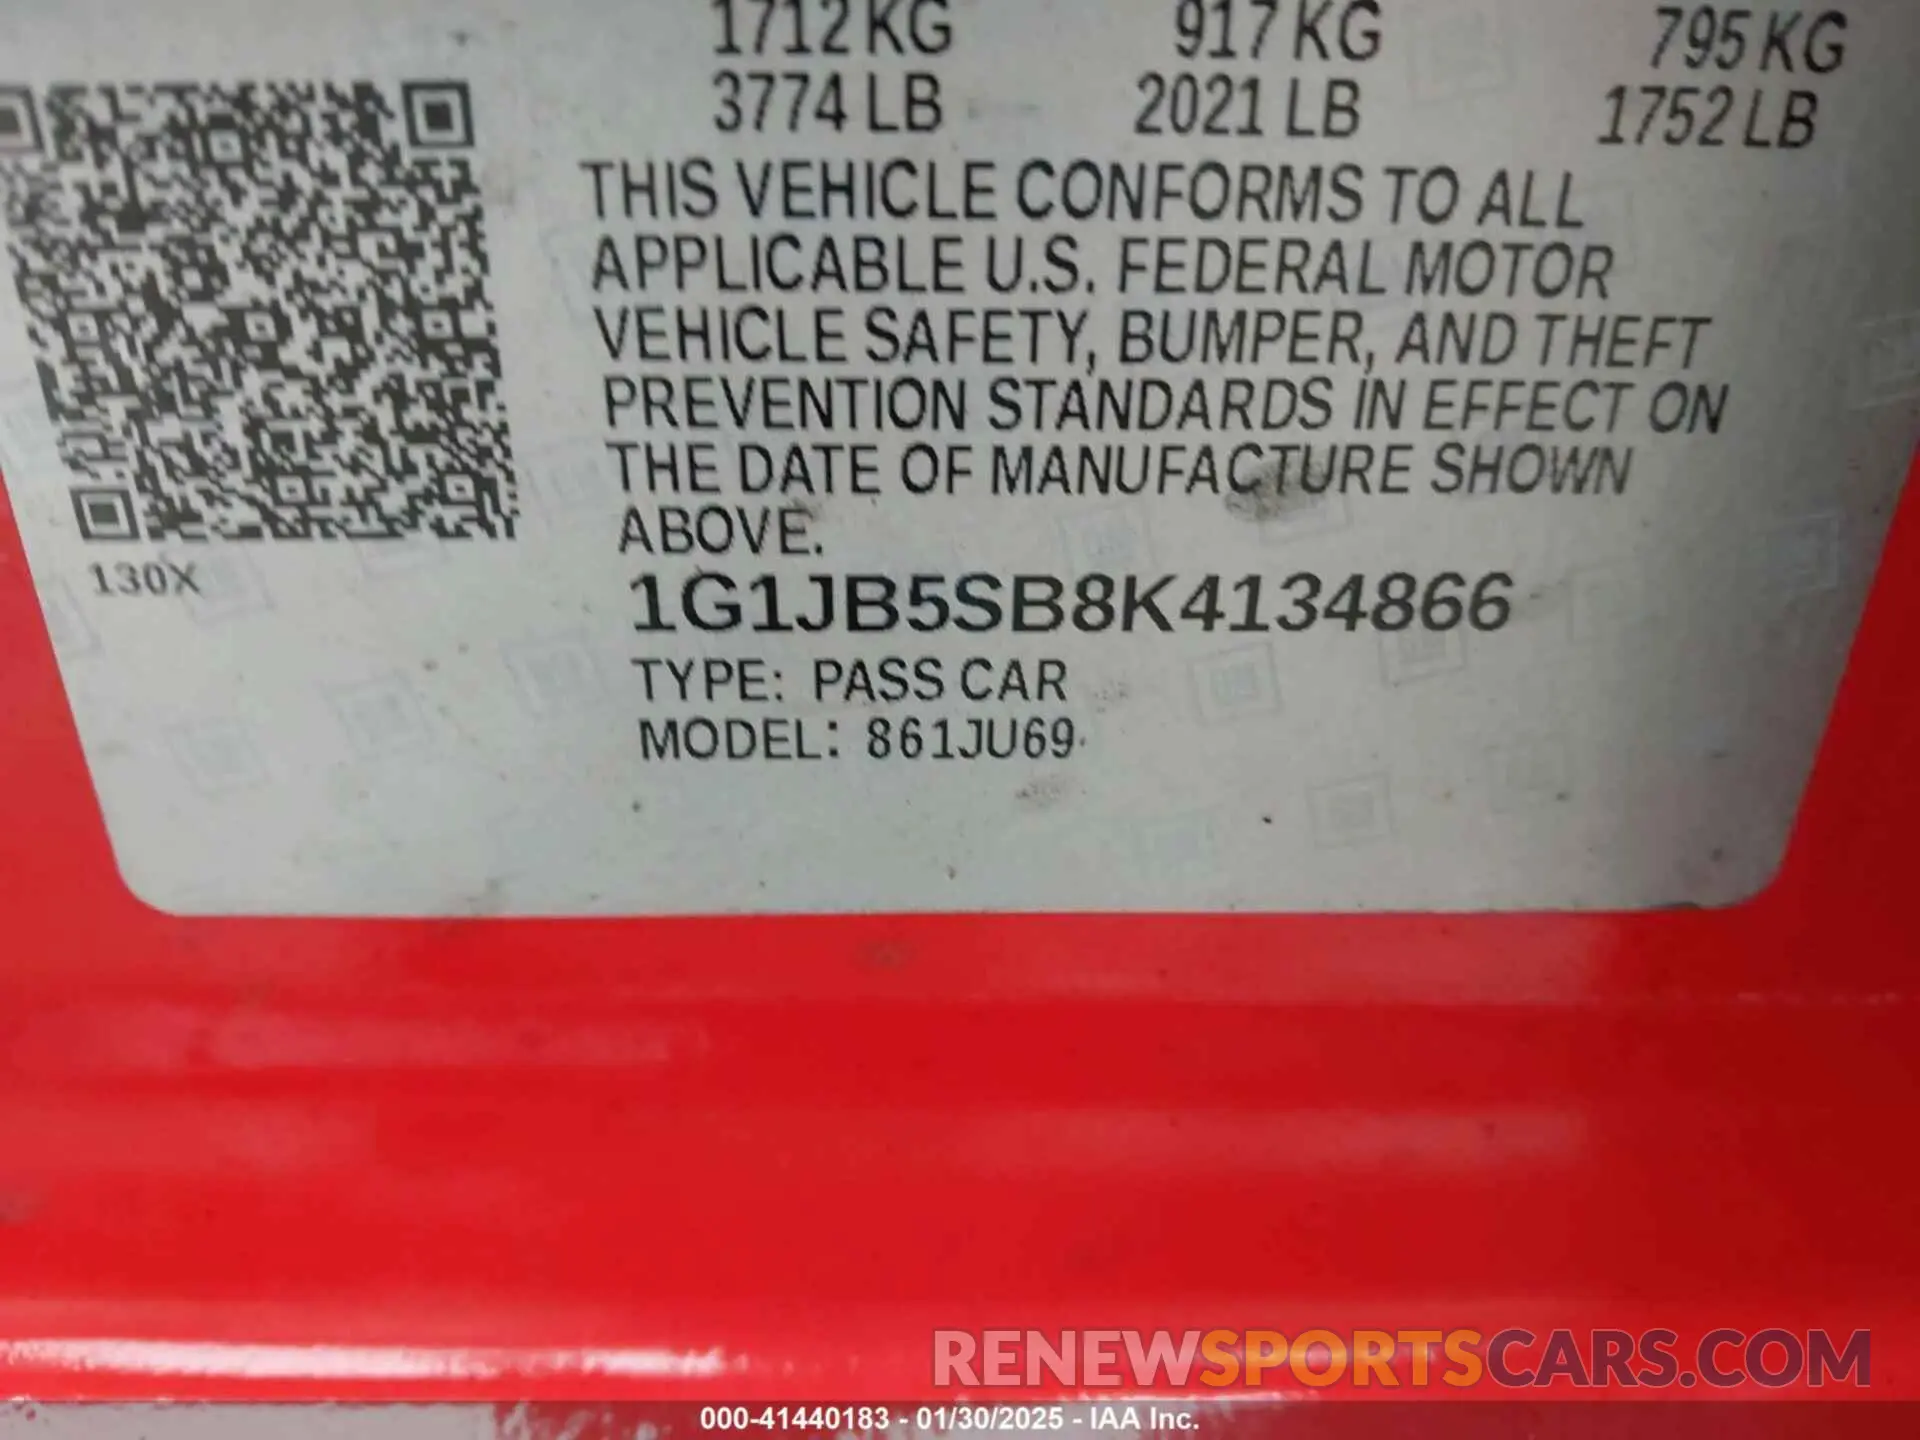 1712 KG 917 KG 795 KG
3774 LB 2021 LB 1752 LB
THIS VEHICLE CONFORMS TO ALL
APPLICABLE U.S. FEDERAL MOTOR
VEHICLE SAFETY, BUMPER, AND THEFT
PREVENTION STANDARDS IN EFFECT ON
THE DATE OF MANUFACTURE SHOWN
ABOVE.
130X
1G1JB5SB8K4134866
TYPE: PASS CAR
MODEL: 861JU69
RENEWSPORTSCARS.COM
000-41440183 - 01/30/2025 - IAA Inc.